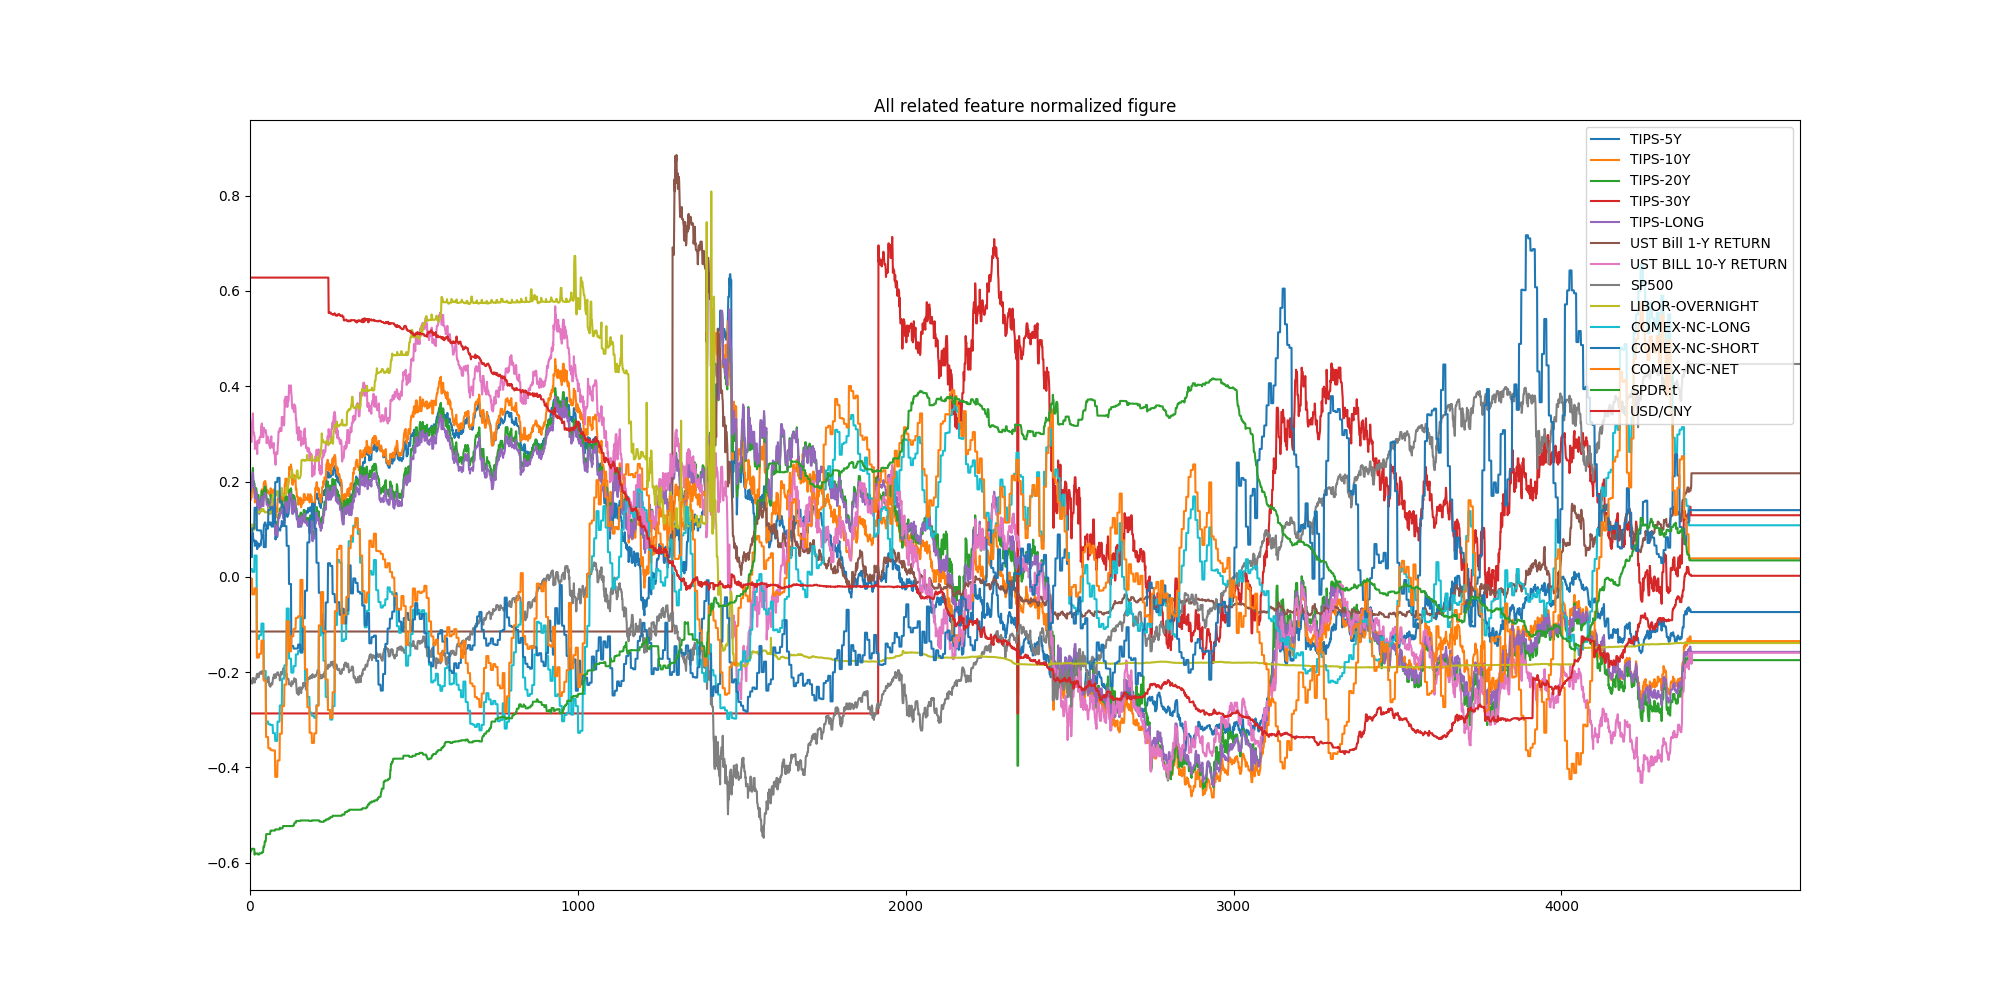 All related feature normalized figure
TIPS-5Y
TIPS-10Y
TIPS-20Y
TIPS-30Y
TIPS-LONG
UST Bill 1-Y RETURN
UST BILL 10-Y RETURN
SP500
LIBOR-OVERNIGHT
COMEX-NC-LONG
COMEX-NC-SHORT
COMEX-NC-NET
SPDR:t
USD/CNY
0.8
0.6
0.4
0.2
0.0
−0.2
−0.4
−0.6
0 1000 2000 3000 4000